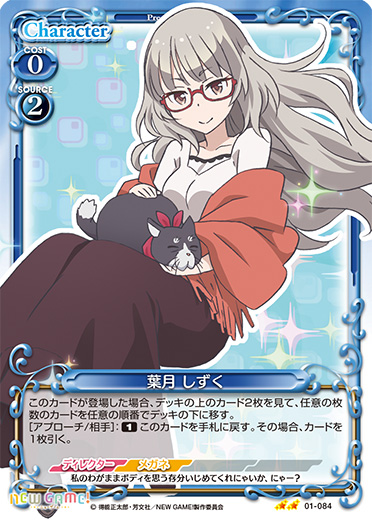 Pre
Character
COST
0
SOURCE
2
葉月 しずく
このカードが登場した場合、デッキの上のカード2枚を見て、任意の
枚数のカードを任意の順番でデッキの下に移す。
[アプローチ/相手]:1 このカードを手札に戻す。その場合、カードを
1枚引く。
ディレクター メガネ
私のわがままボディを思う存分いじめてくれにゃいか、にゃー?
NEW GAME!
© 得能正太郎・芳文社/NEW GAME!製作委員会
01-084